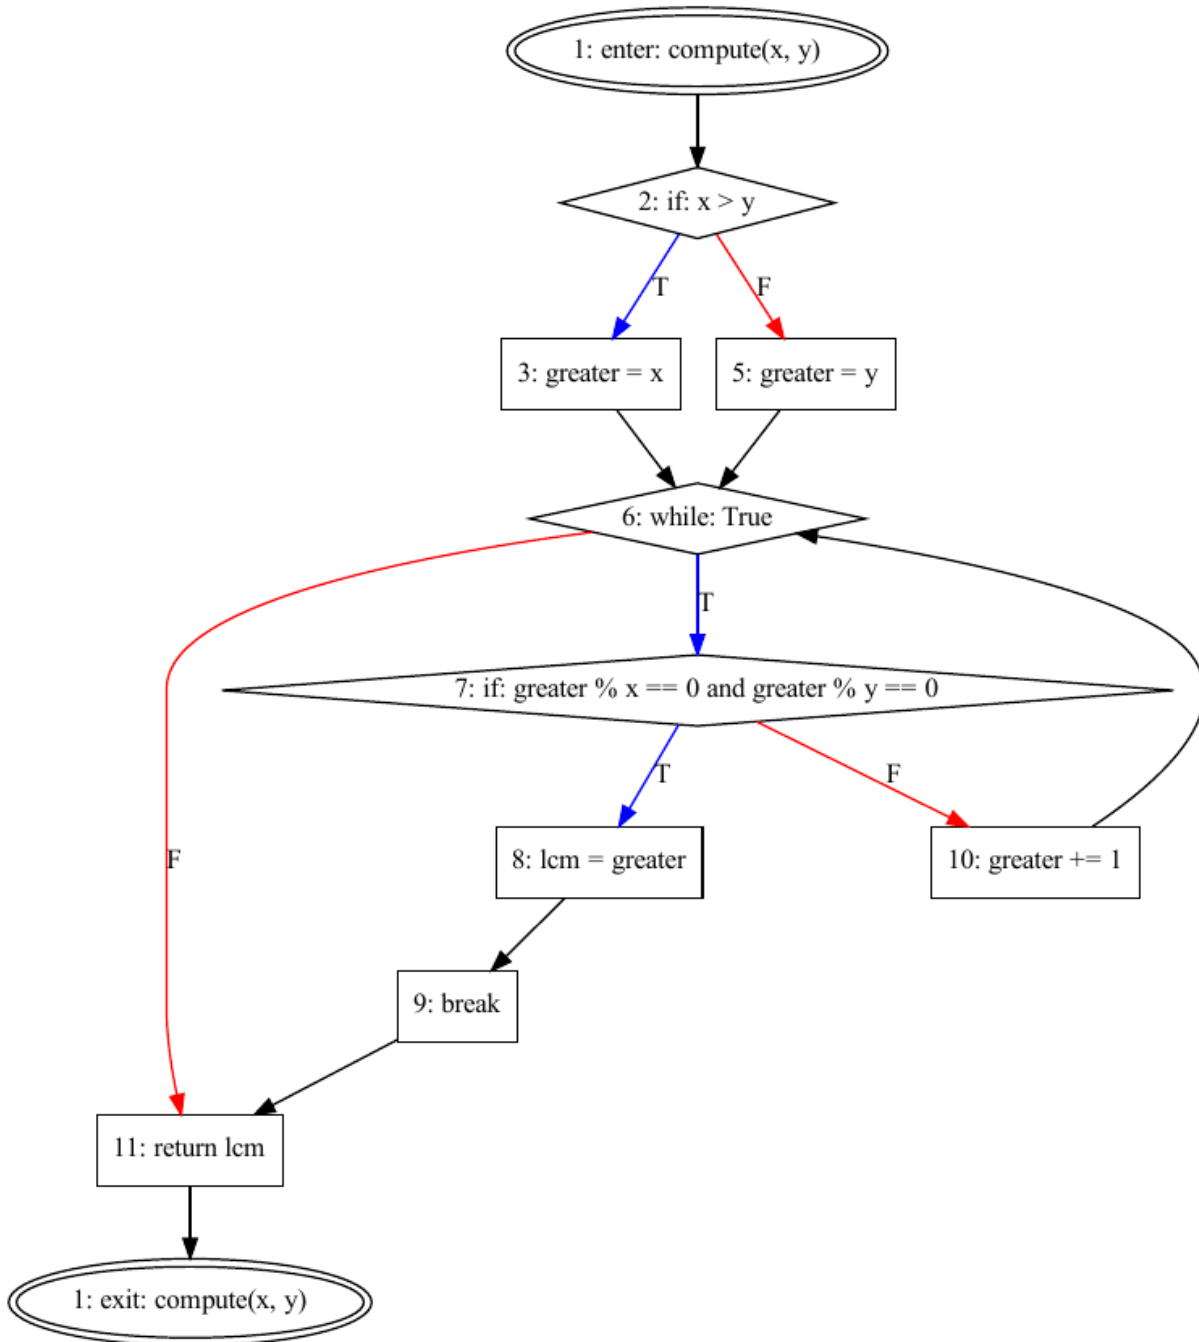 1: enter: compute(x, y)
2: if: x > y
T
F
3: greater = x
5: greater = y
6: while: True
T
7: if: greater % x == 0 and greater % y == 0
T
F
F
8: lcm = greater
10: greater += 1
9: break
11: return lcm
1: exit: compute(x, y)